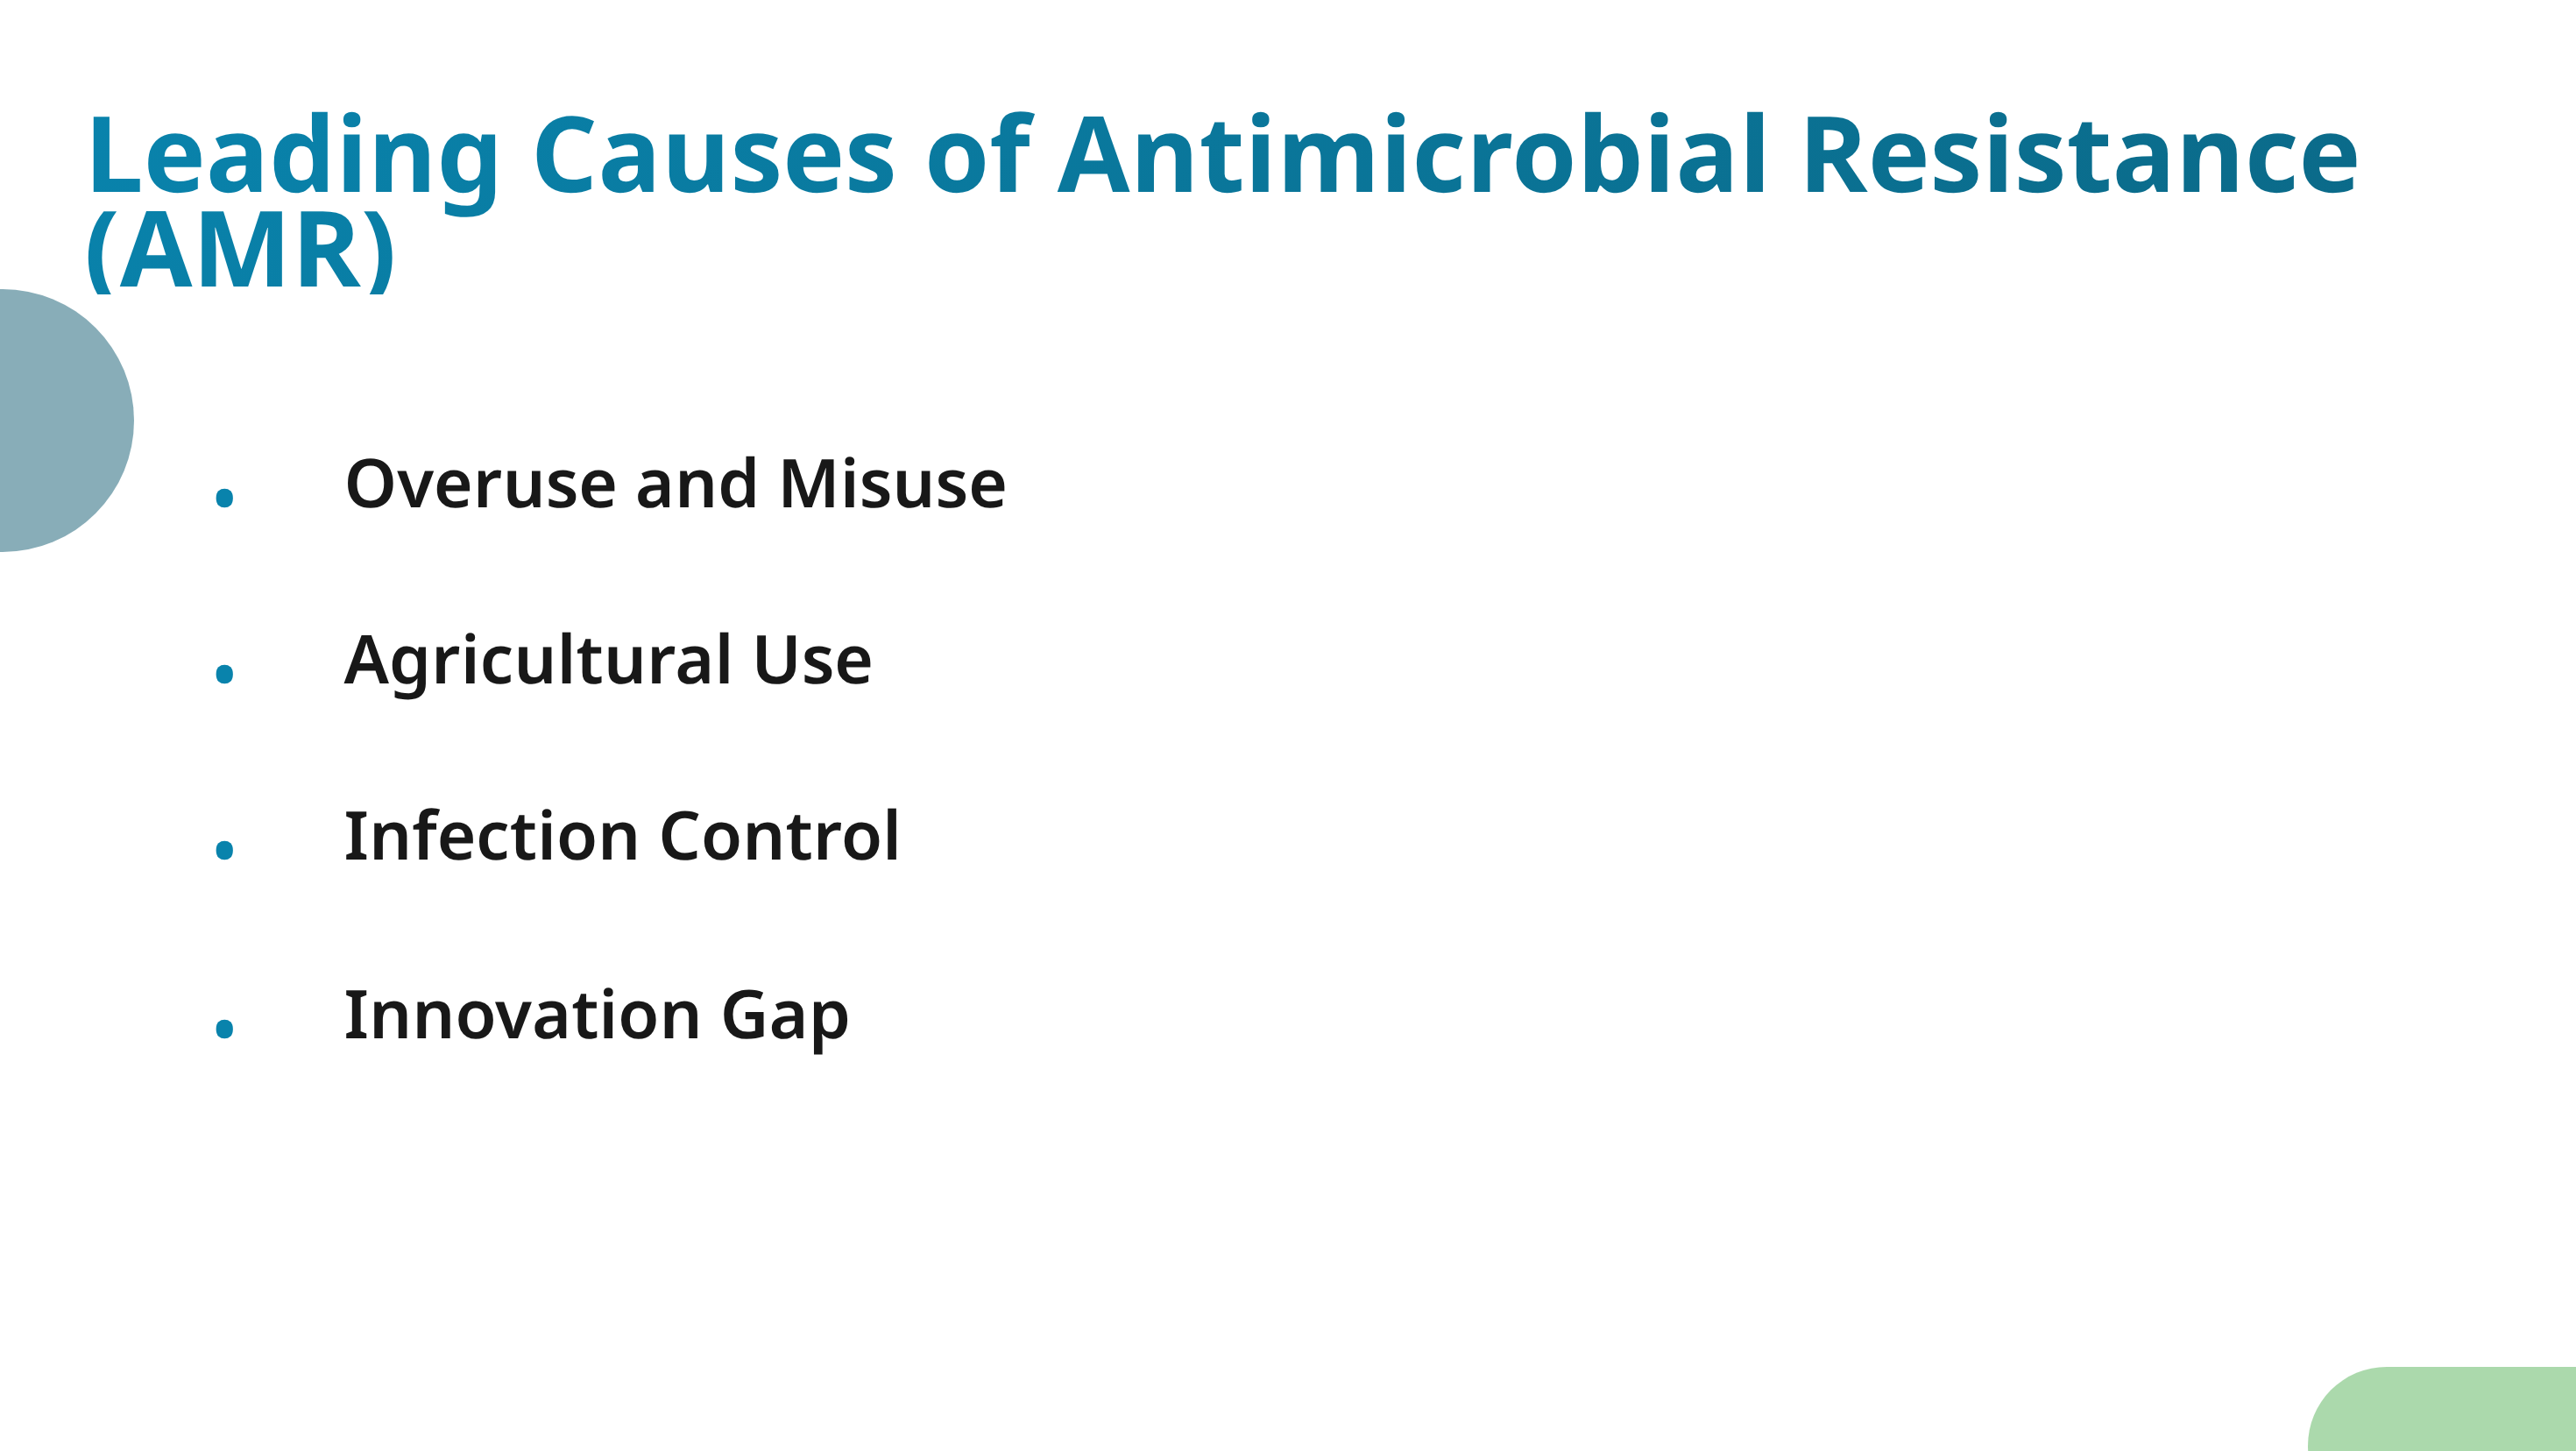 Leading Causes of Antimicrobial Resistance
(AMR)
• Overuse and Misuse
• Agricultural Use
• Infection Control
• Innovation Gap